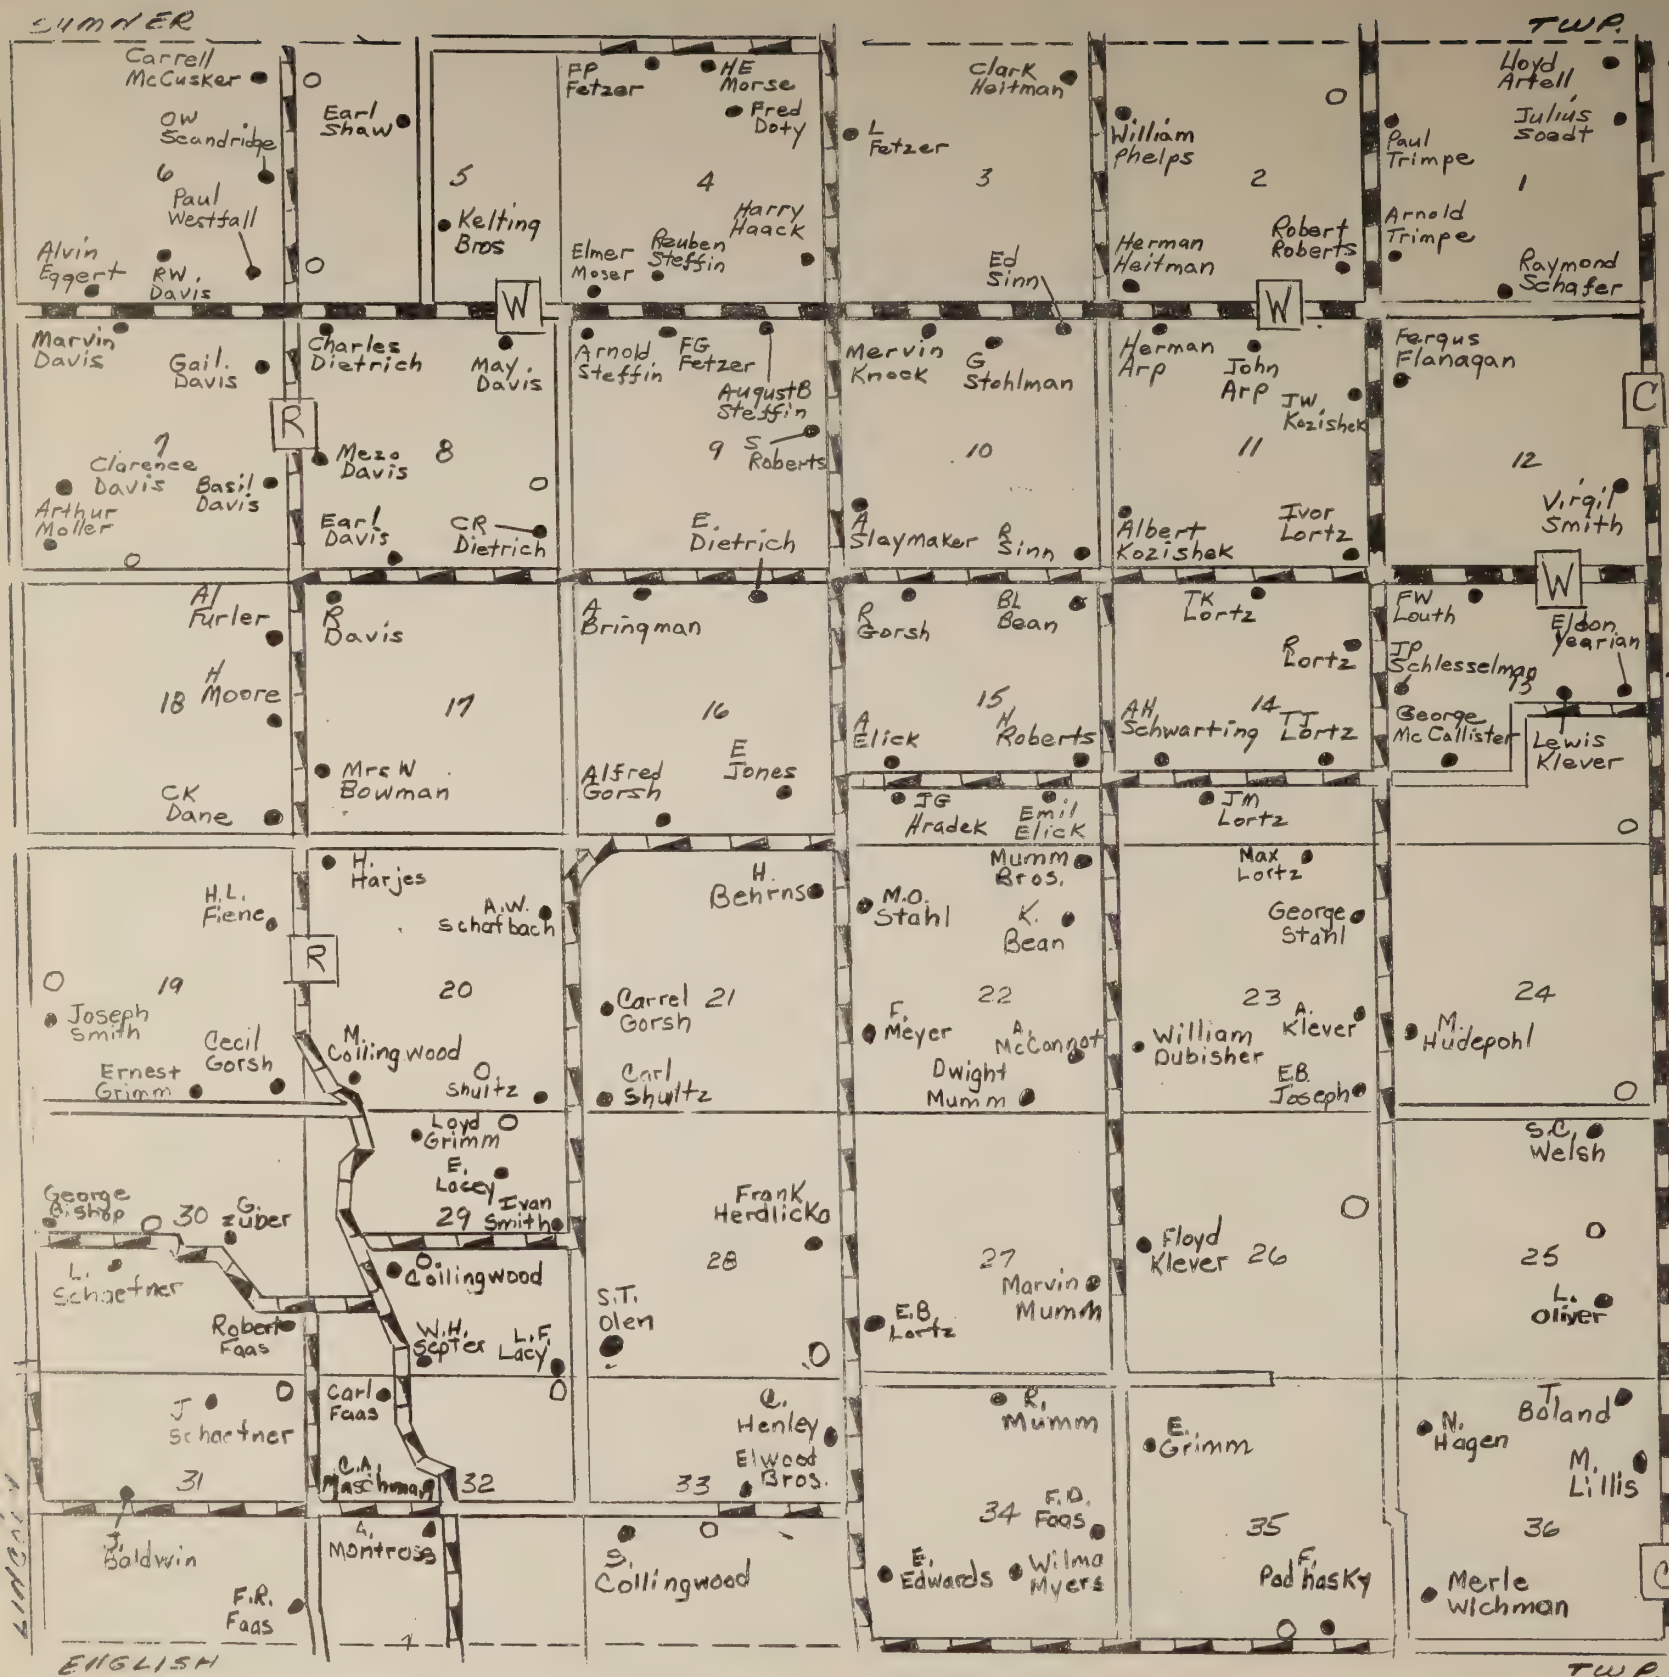 SUMNER
TWP.
Carrell
McCusker
OW
Scandridge
6
Paul
Westfall
Alvin
Eggert
RW.
Davis
Earl
Shaw
5
Kelting
Bros
FP
Fetzer
HE
Morse
Fred
Doty
4
Harry
Haack
Elmer
Moser
Reuben
Steffin
Clark
Heitman
L
Fetzer
3
Ed
Sinn
William
Phelps
2
Herman
Heitman
Robert
Roberts
Lloyd
Artell
Julius
Soedt
Paul
Trimpe
1
Arnold
Trimpe
Raymond
Schafer
W
W
Marvin
Davis
Gail.
Davis
R
7
Clarence
Davis
Basil
Davis
Arthur
Moller
Charles
Dietrich
May.
Davis
Mezo
Davis
8
Earl
Davis
CR
Dietrich
Arnold
Steffin
FG
Fetzer
August B
Steffin
9
S
Roberts
E.
Dietrich
Mervin
Knock
G
Stohlman
10
A
Slaymaker
R
Sinn
Herman
Arp
John
Arp
JW
Kozishek
11
Albert
Kozishek
Ivor
Lortz
Fergus
Flanagan
C
12
Virgil
Smith
W
Al
Furler
H
Moore
18
CK
Dane
R
Davis
17
Mrs W
Bowman
A
Bringman
16
E
Jones
Alfred
Gorsh
R
Gorsh
BL
Bean
15
A
Elick
H
Roberts
JG
Hradek
Emil
Elick
TK
Lortz
R
Lortz
AH
Schwarting
14
TJ
Lortz
JM
Lortz
FW
Louth
Eldon
Yearian
JP
Schlesselman
13
George
McCallister
Lewis
Klever
H.L.
Fiene
R
19
Joseph
Smith
Cecil
Gorsh
Ernest
Grimm
H.
Harjes
A.W.
Schafbach
20
M.
Collingwood
Shultz
H.
Behrns
Carrel
Gorsh
21
Carl
Shultz
Mumm
Bros.
M.O.
Stahl
K.
Bean
22
F.
Meyer
A.
McConnot
Dwight
Mumm
Max
Lortz
George
Stahl
23
A.
Klever
William
Dubisher
E.B.
Joseph
24
M.
Hudepohl
George
Bishop
30
G.
Zuber
L.
Schaefner
Robert
Faas
Loyd
Grimm
E.
Lacey
29
Ivan
Smith
O.
Collingwood
W.H.
Septer
L.F.
Lacy
Frank
Herdlicka
28
S.T.
Olen
27
Marvin
Mumm
E.B.
Lortz
Floyd
Klever
26
S.C.
Welsh
25
L.
Oliver
J
Schaefner
31
J.
Baldwin
F.R.
Faas
Carl
Faas
C.A.
Maschman
32
A.
Montross
C.
Henley
Elwood
Bros.
33
S.
Collingwood
R.
Mumm
34
F.D.
Faas
E.
Edwards
Wilma
Myers
E.
Grimm
35
F.
Podhasky
N.
Hagen
T.
Boland
M.
Lillis
36
Merle
Wichman
C
LINCOLN
ENGLISH
TWP